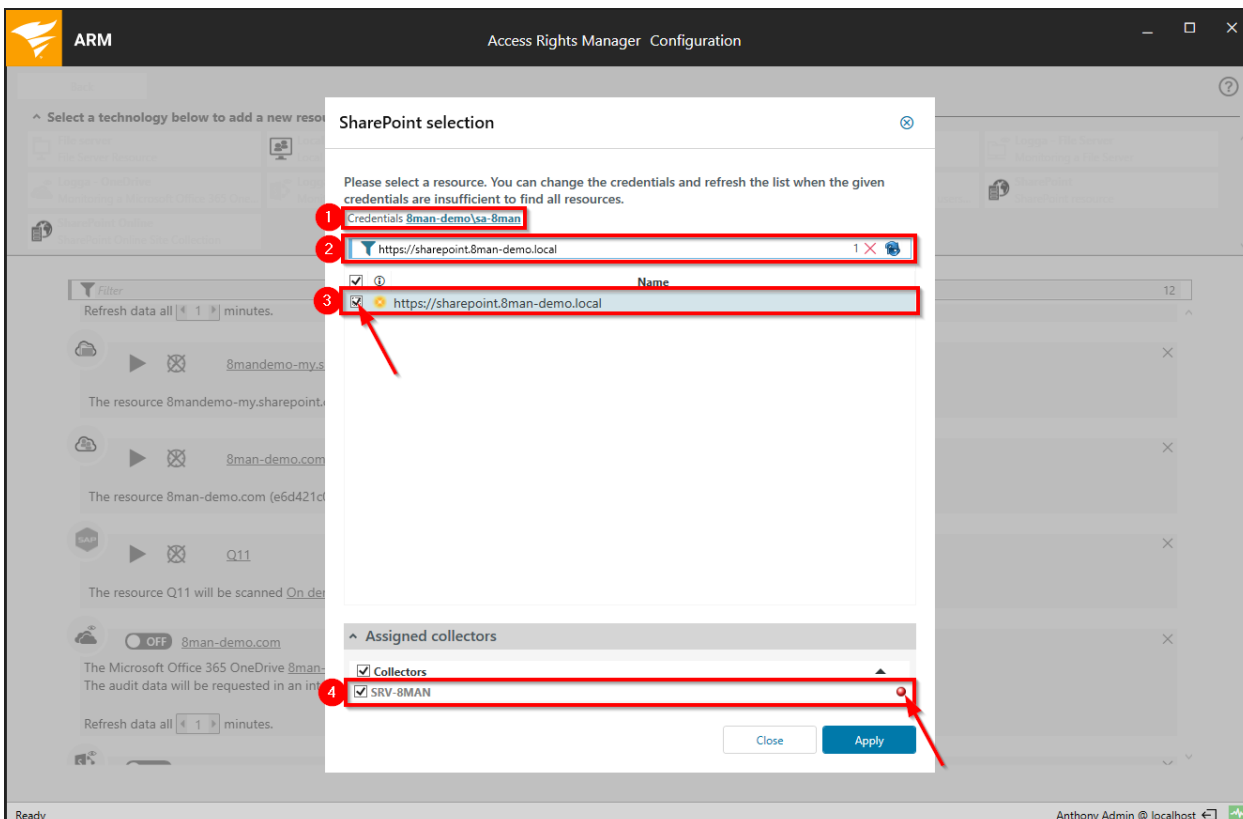 ARM
Access Rights Manager Configuration
^ Select a technology below to add a new resou
SharePoint selection
Please select a resource. You can change the credentials and refresh the list when the given
credentials are insufficient to find all resources.
1 Credentials 8man-demo\sa-8man
2 https://sharepoint.8man-demo.local 1
Name
3 https://sharepoint.8man-demo.local
Filter 12
Refresh data all 1 minutes.
8mandemo-my.s
The resource 8mandemo-my.sharepoint.
8man-demo.com
The resource 8man-demo.com (e6d421c
SAP
Q11
The resource Q11 will be scanned On de
OFF 8man-demo.com
The Microsoft Office 365 OneDrive 8man-
The audit data will be requested in an int
Refresh data all 1 minutes.
Assigned collectors
Collectors
4 SRV-8MAN
Close Apply
Ready
Anthony Admin @ localhost